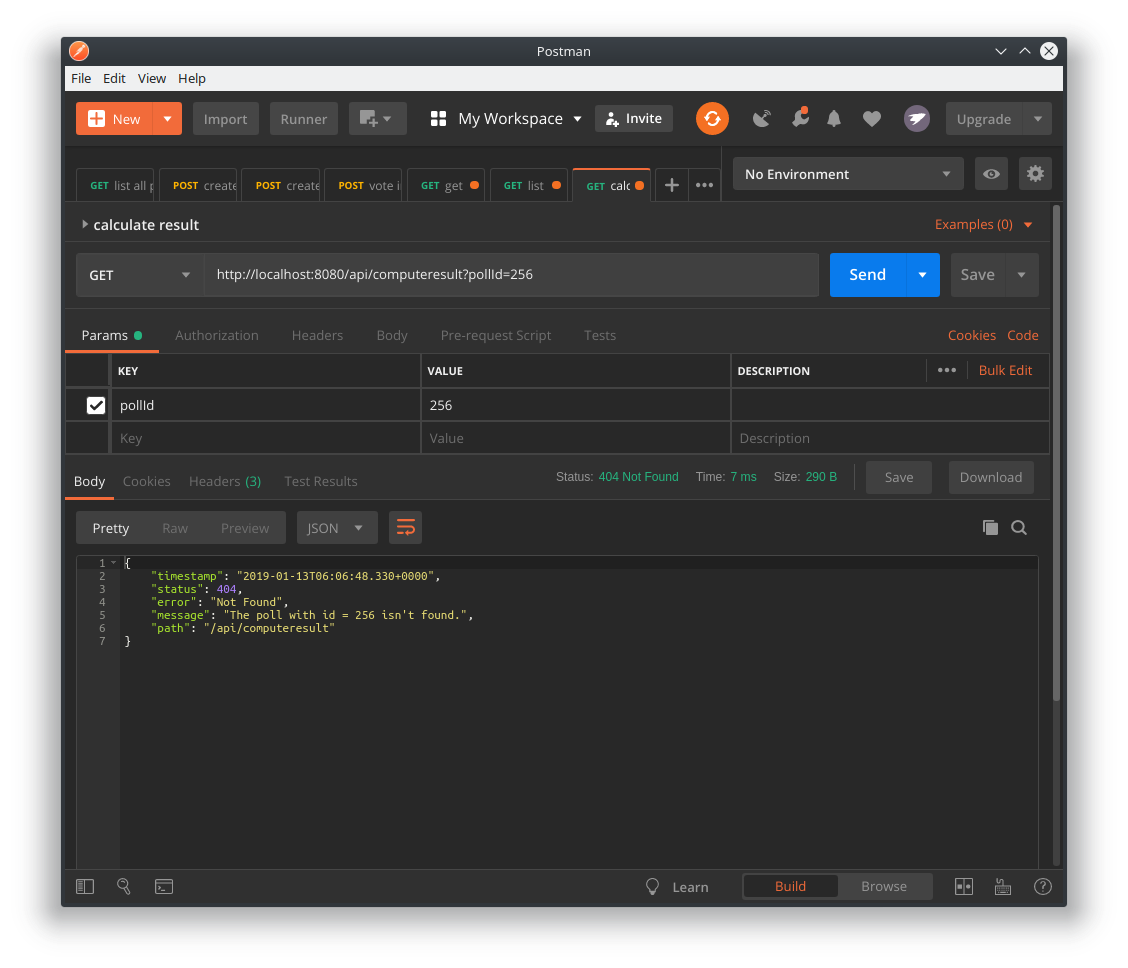 Postman
File Edit View Help
New Import Runner My Workspace Invite Upgrade
GET list all POST create POST create POST vote GET get GET list GET calc No Environment
calculate result Examples (0)
GET http://localhost:8080/api/computeresult?pollId=256 Send Save
Params Authorization Headers Body Pre-request Script Tests Cookies Code
KEY VALUE DESCRIPTION Bulk Edit
pollId 256
Key Value Description
Body Cookies Headers (3) Test Results Status: 404 Not Found Time: 7 ms Size: 290 B Save Download
Pretty Raw Preview JSON
1 {
2 "timestamp": "2019-01-13T06:06:48.330+0000",
3 "status": 404,
4 "error": "Not Found",
5 "message": "The poll with id = 256 isn't found.",
6 "path": "/api/computeresult"
7 }
Learn Build Browse